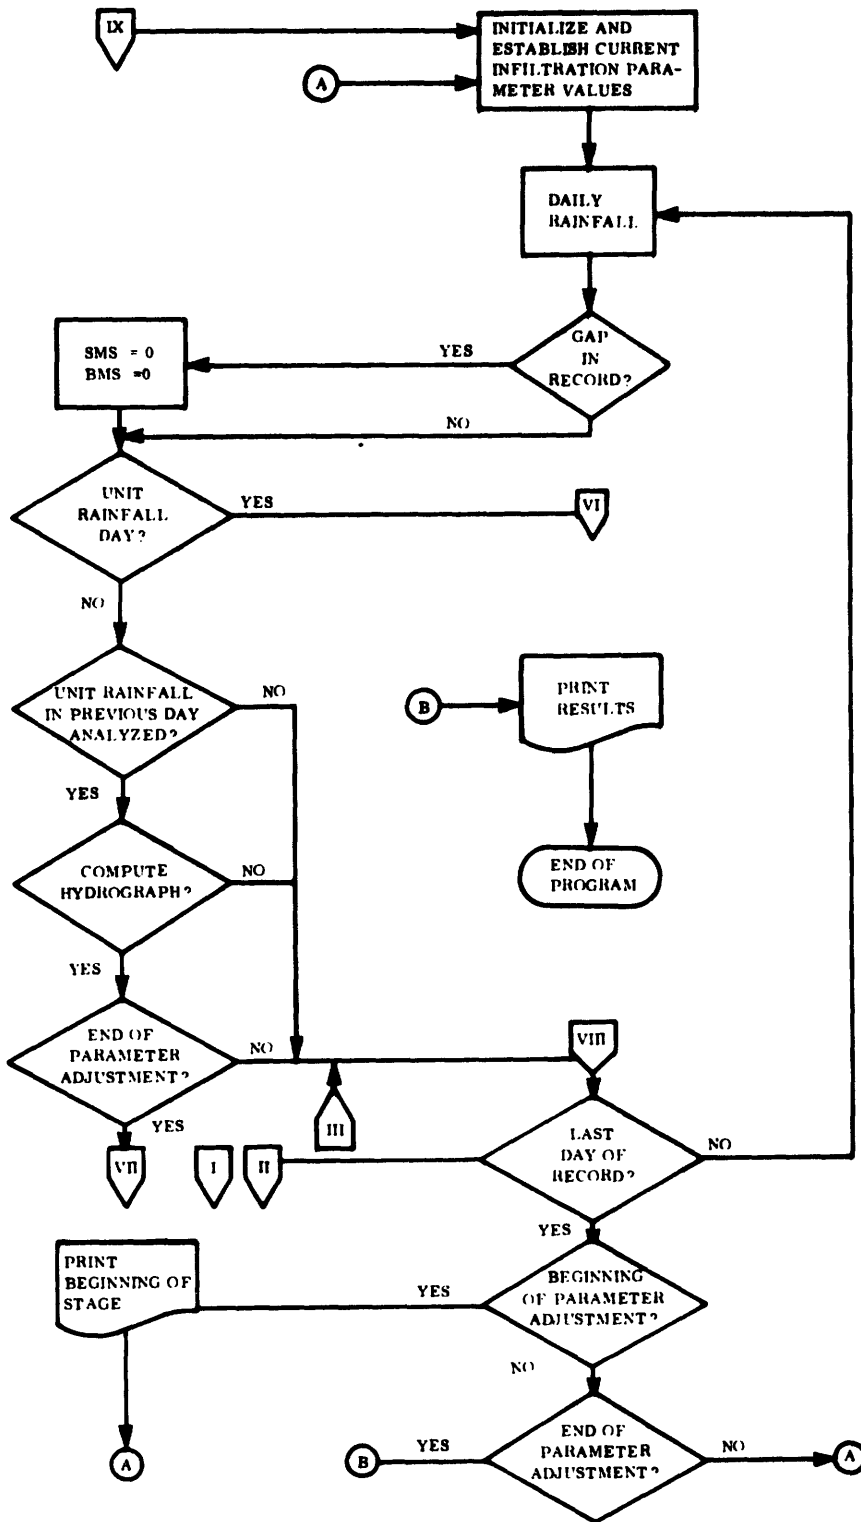 IX
INITIALIZE AND
ESTABLISH CURRENT
INFILTRATION PARA-
METER VALUES
A
DAILY
RAINFALL
GAP
IN
RECORD?
YES
NO
SMS = 0
BMS =0
UNIT
RAINFALL
DAY?
YES
VI
NO
UNIT RAINFALL
IN PREVIOUS DAY
ANALYZED?
NO
YES
B
PRINT
RESULTS
END OF
PROGRAM
COMPUTE
HYDROGRAPH?
NO
YES
END OF
PARAMETER
ADJUSTMENT?
NO
YES
VIII
III
VII
I
II
LAST
DAY OF
RECORD?
NO
YES
PRINT
BEGINNING OF
STAGE
YES
BEGINNING
OF PARAMETER
ADJUSTMENT?
NO
A
B
YES
END OF
PARAMETER
ADJUSTMENT?
NO
A